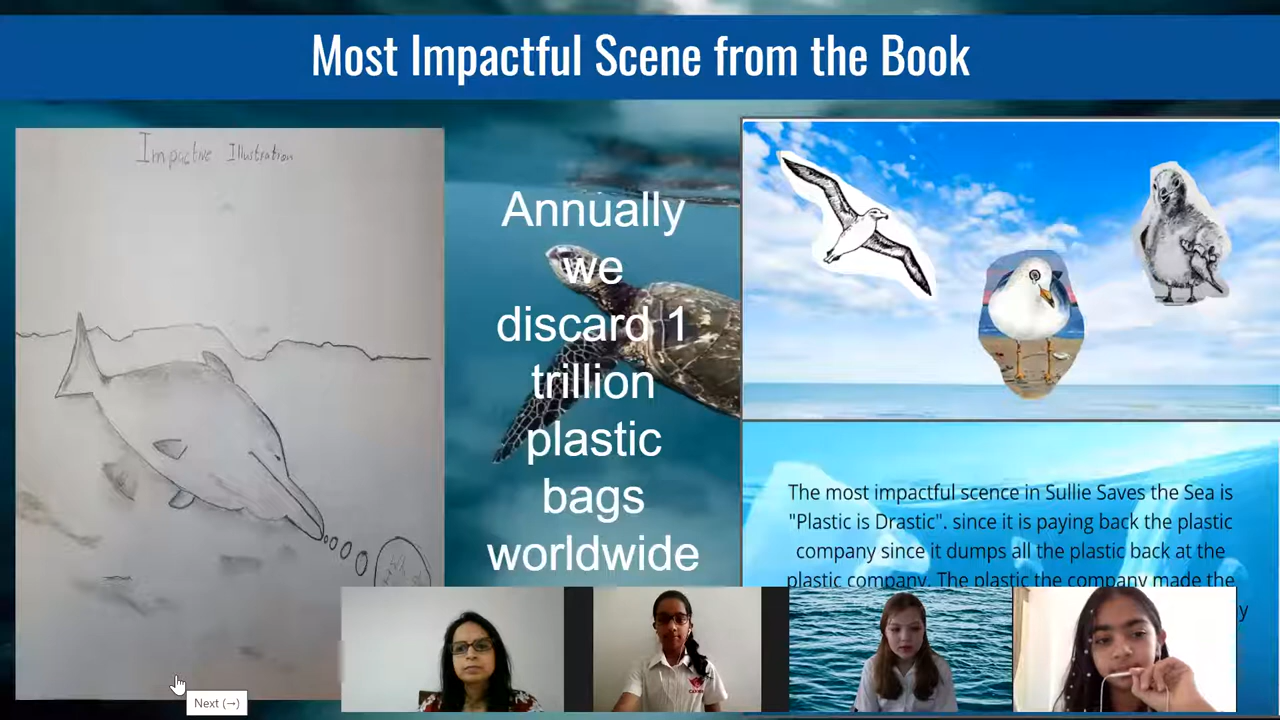 Most Impactful Scene from the Book
Impactive Illustration
Annually
we
discard 1
trillion
plastic
bags
worldwide
The most impactful scence in Sullie Saves the Sea is
"Plastic is Drastic". since it is paying back the plastic
company since it dumps all the plastic back at the
plastic company. The plastic the company made the
Next (→)